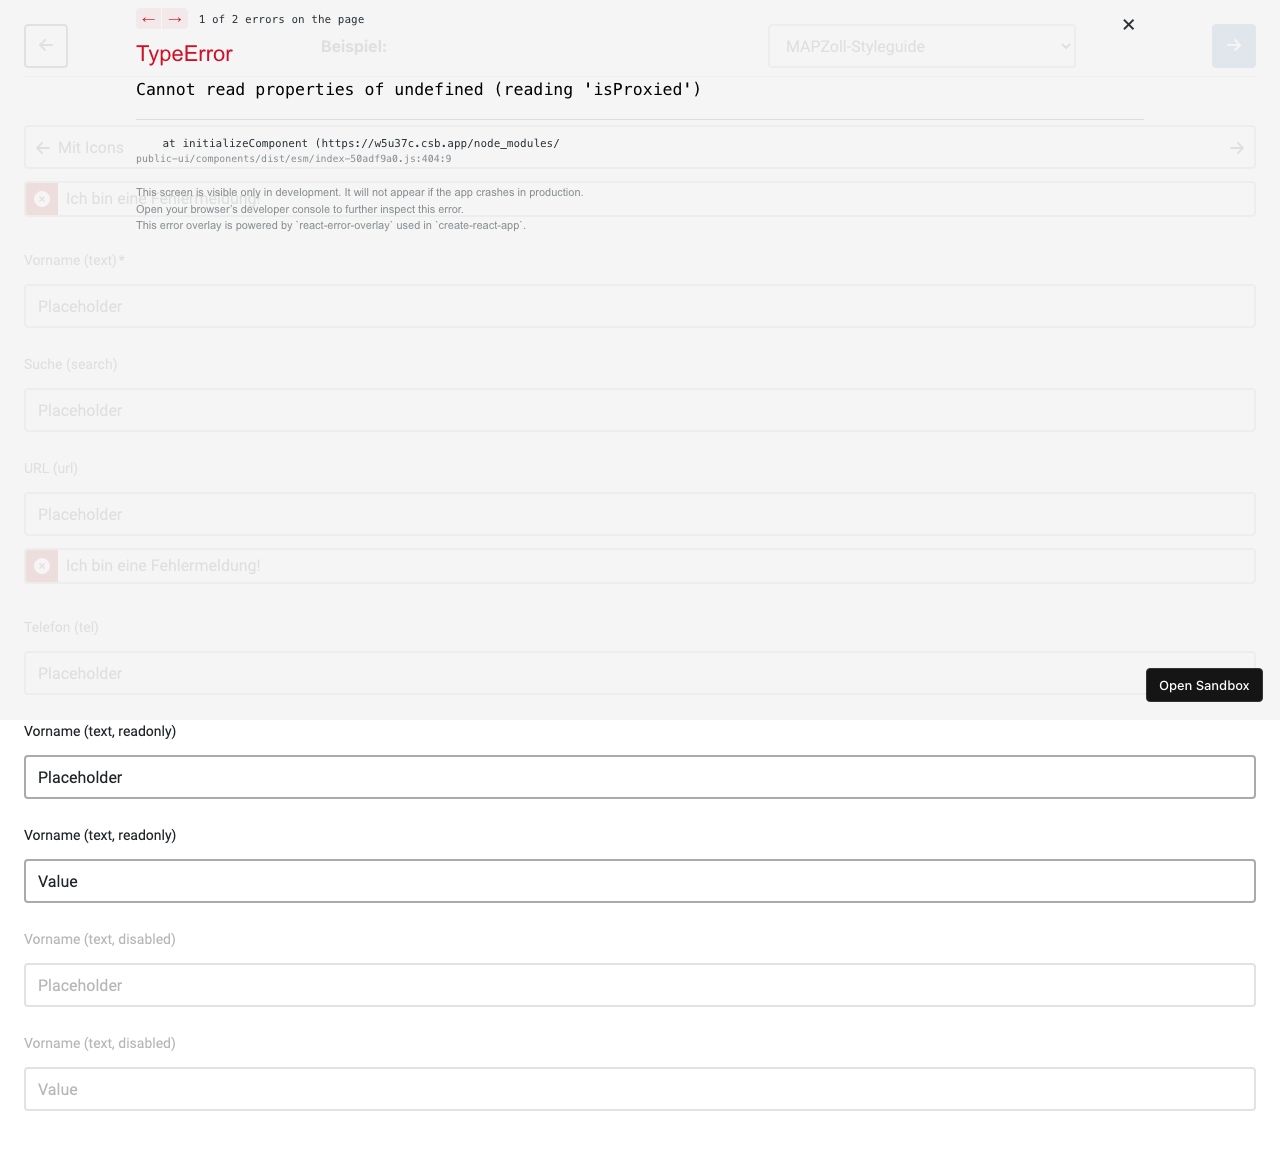 ← → 1 of 2 errors on the page
TypeError
Beispiel:
MAPZoll-Styleguide
Cannot read properties of undefined (reading 'isProxied')
at initializeComponent (https://w5u37c.csb.app/node_modules/
public-ui/components/dist/esm/index-50adf9a0.js:404:9
Mit Icons
This screen is visible only in development. It will not appear if the app crashes in production.
Ich bin eine Fehlermeldung!
Open your browser’s developer console to further inspect this error.
This error overlay is powered by `react-error-overlay` used in `create-react-app`.
Vorname (text)*
Placeholder
Suche (search)
Placeholder
URL (url)
Placeholder
Ich bin eine Fehlermeldung!
Telefon (tel)
Placeholder
Open Sandbox
Vorname (text, readonly)
Placeholder
Vorname (text, readonly)
Value
Vorname (text, disabled)
Placeholder
Vorname (text, disabled)
Value